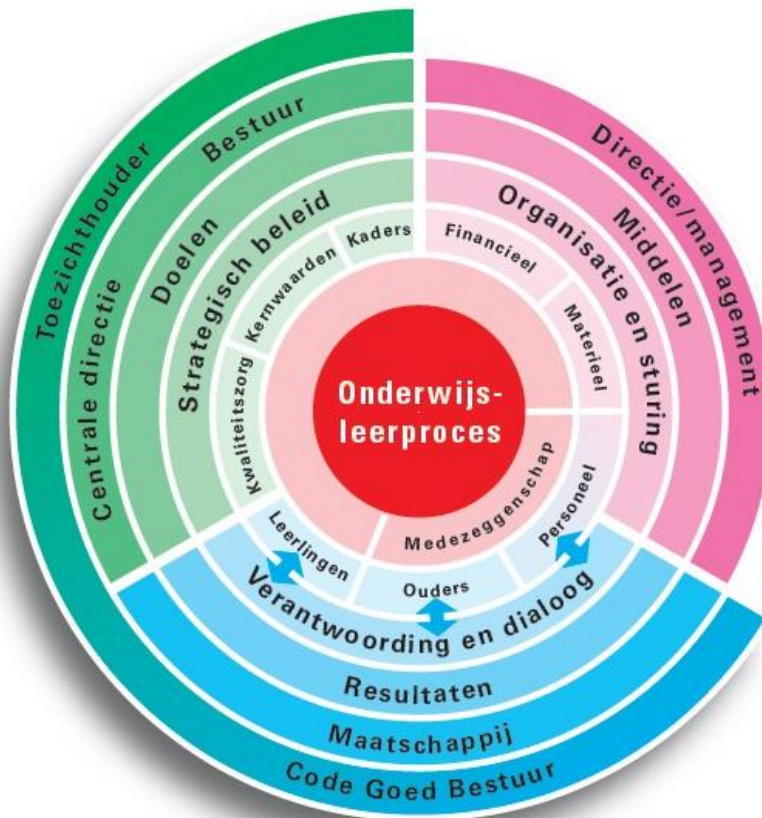 Toezichthouder
Centrale directie
Bestuur
Doelen
Strategisch beleid
Kwaliteitszorg
Kernwaarden
Kaders
Directie/management
Middelen
Organisatie en sturing
Financieel
Materieel
Personeel
Onderwijs-
leerproces
Medezeggenschap
Leerlingen
Ouders
Verantwoording en dialoog
Resultaten
Maatschappij
Code Goed Bestuur